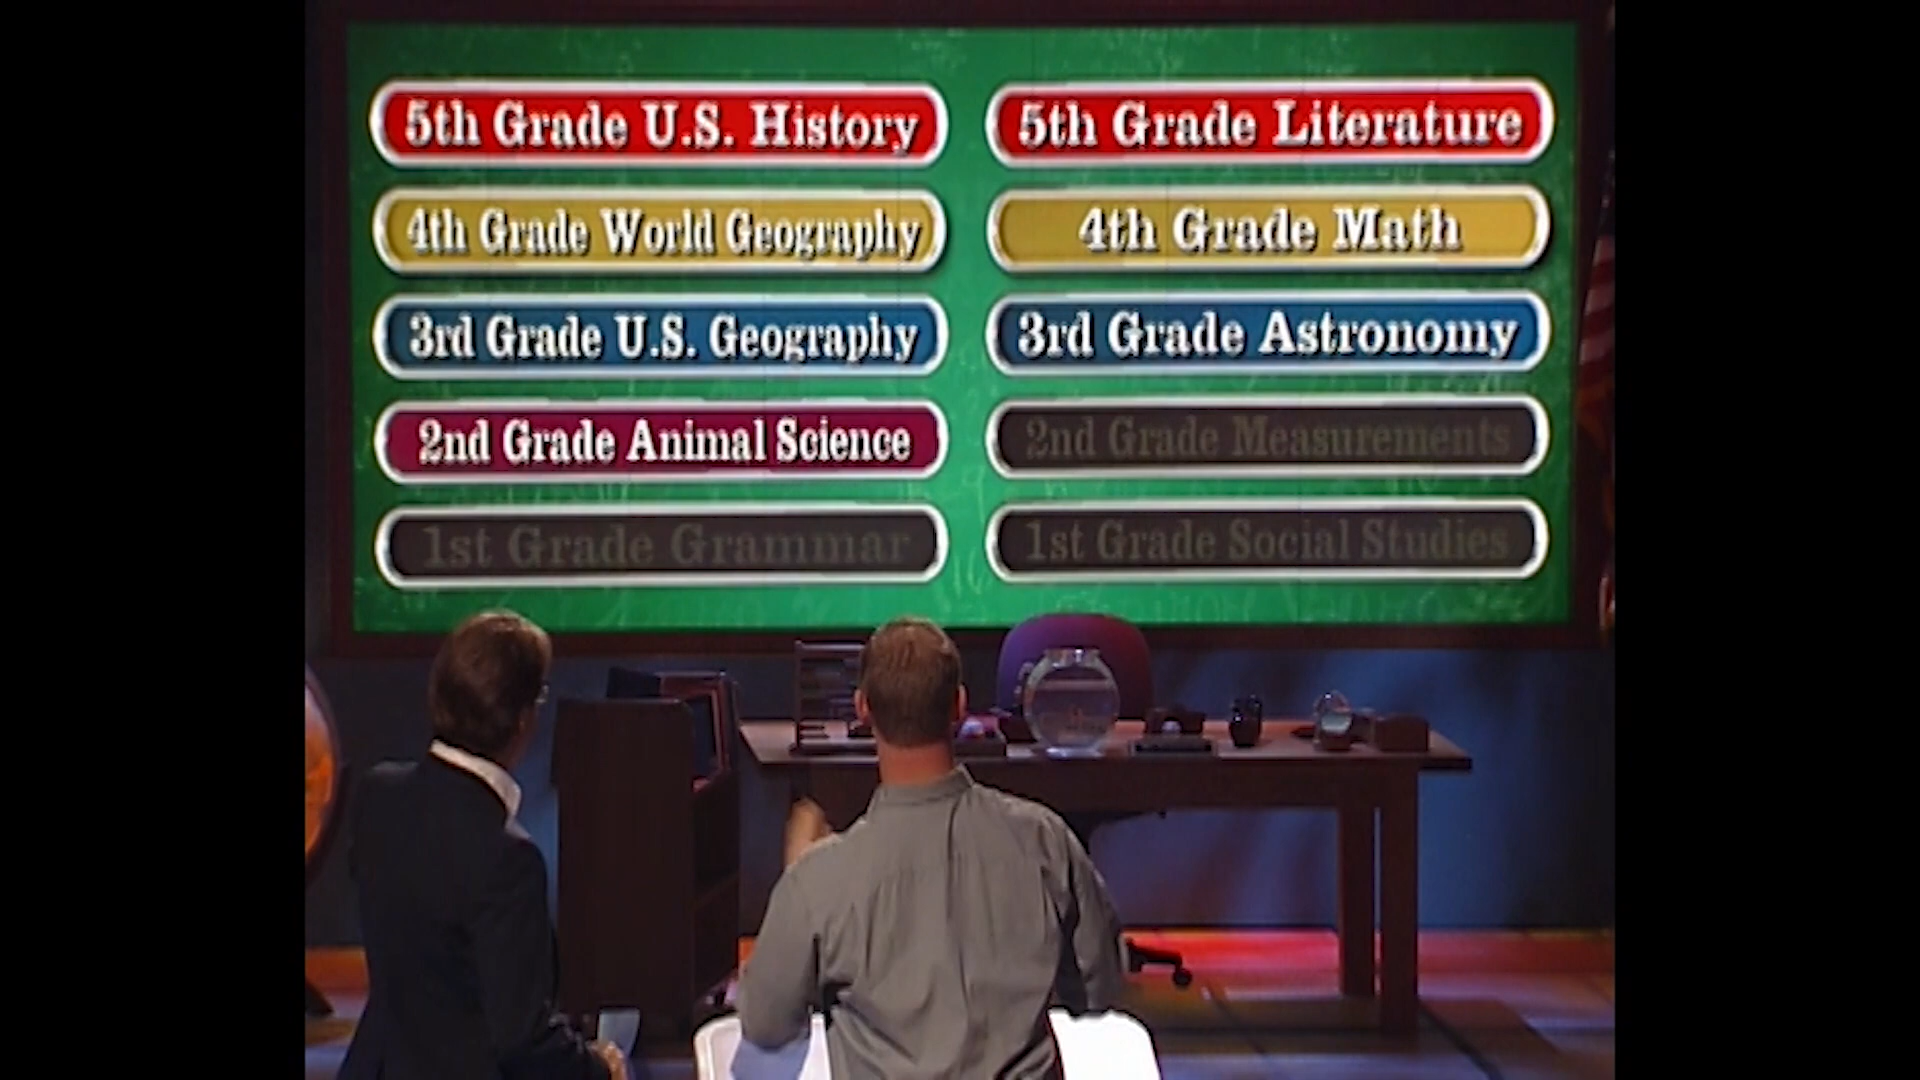 5th Grade U.S. History
5th Grade Literature
4th Grade World Geography
4th Grade Math
3rd Grade U.S. Geography
3rd Grade Astronomy
2nd Grade Animal Science
2nd Grade Measurements
1st Grade Grammar
1st Grade Social Studies